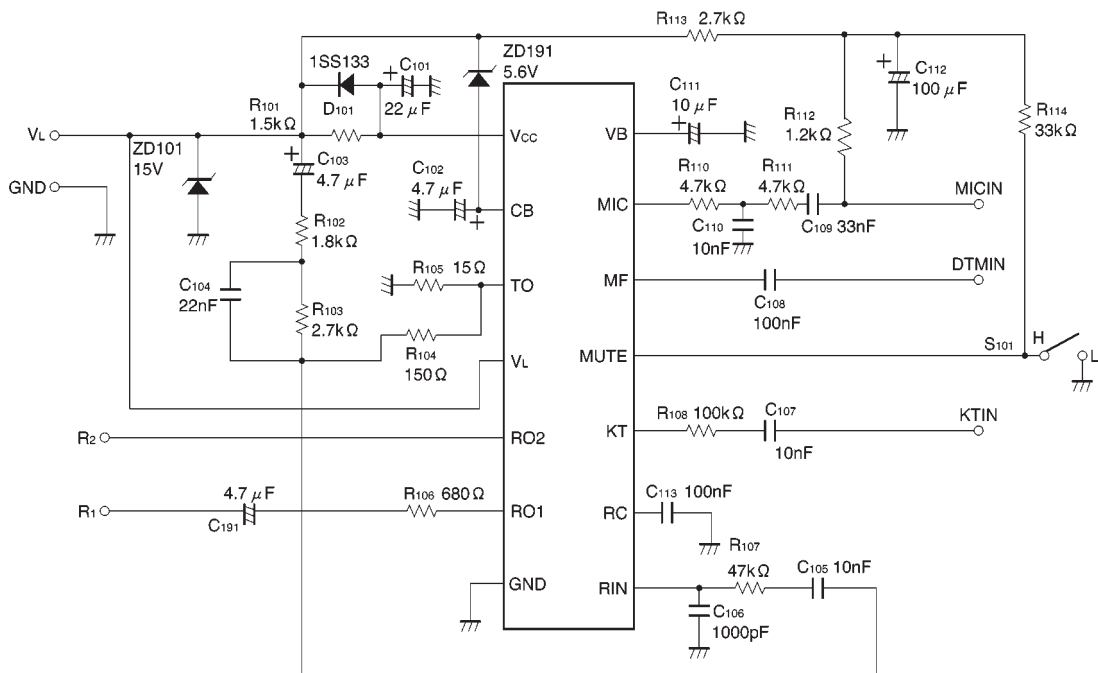 R113 2.7kΩ
ZD191
5.6V
1SS133
D101
+ C101
22 μF
R101
1.5kΩ
VL
ZD101
15V
GND
+ C103
4.7 μF
C102
4.7 μF
+
R102
1.8kΩ
C104
22nF
R103
2.7kΩ
R105 15Ω
R104
150Ω
R2
R1
4.7 μF
C191
R106 680Ω
VCC
CB
TO
VL
RO2
RO1
GND
VB
MIC
MF
MUTE
KT
RC
RIN
C111
10 μF
+
R112
1.2kΩ
+ C112
100 μF
R114
33kΩ
R110
4.7kΩ
R111
4.7kΩ
C110
10nF
C109 33nF
MICIN
DTMIN
C108
100nF
S101 H
L
R108 100kΩ
C107
10nF
KTIN
C113 100nF
R107
47kΩ
C105 10nF
C106
1000pF